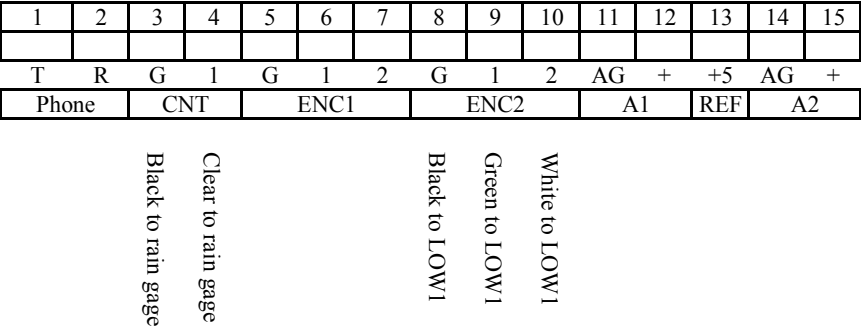 1 2 3 4 5 6 7 8 9 10 11 12 13 14 15
T R G 1 G 1 2 G 1 2 AG + +5 AG +
Phone CNT ENC1 ENC2 A1 REF A2
Black to rain gage
Clear to rain gage
Black to LOW1
Green to LOW1
White to LOW1